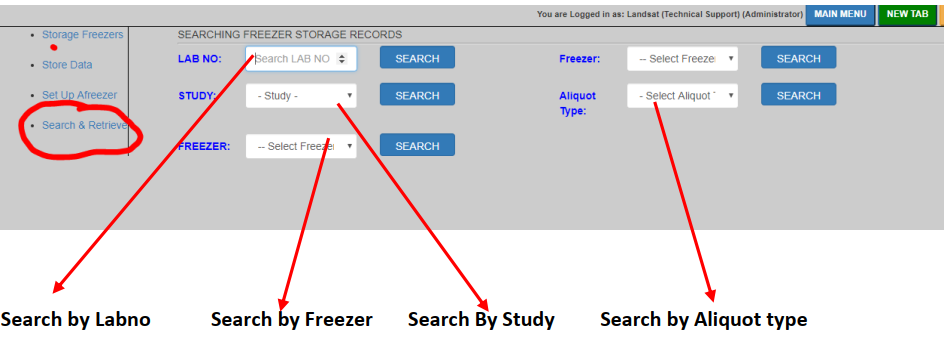 You are Logged in as: Landsat (Technical Support) (Administrator) MAIN MENU NEW TAB
Storage Freezers
Store Data
Set Up Afreezer
Search & Retrieve
SEARCHING FREEZER STORAGE RECORDS
LAB NO: Search LAB NO SEARCH Freezer: -- Select Freeze SEARCH
STUDY: - Study - SEARCH Aliquot Type: - Select Aliquot SEARCH
FREEZER: -- Select Freeze SEARCH
Search by Labno Search by Freezer Search By Study Search by Aliquot type